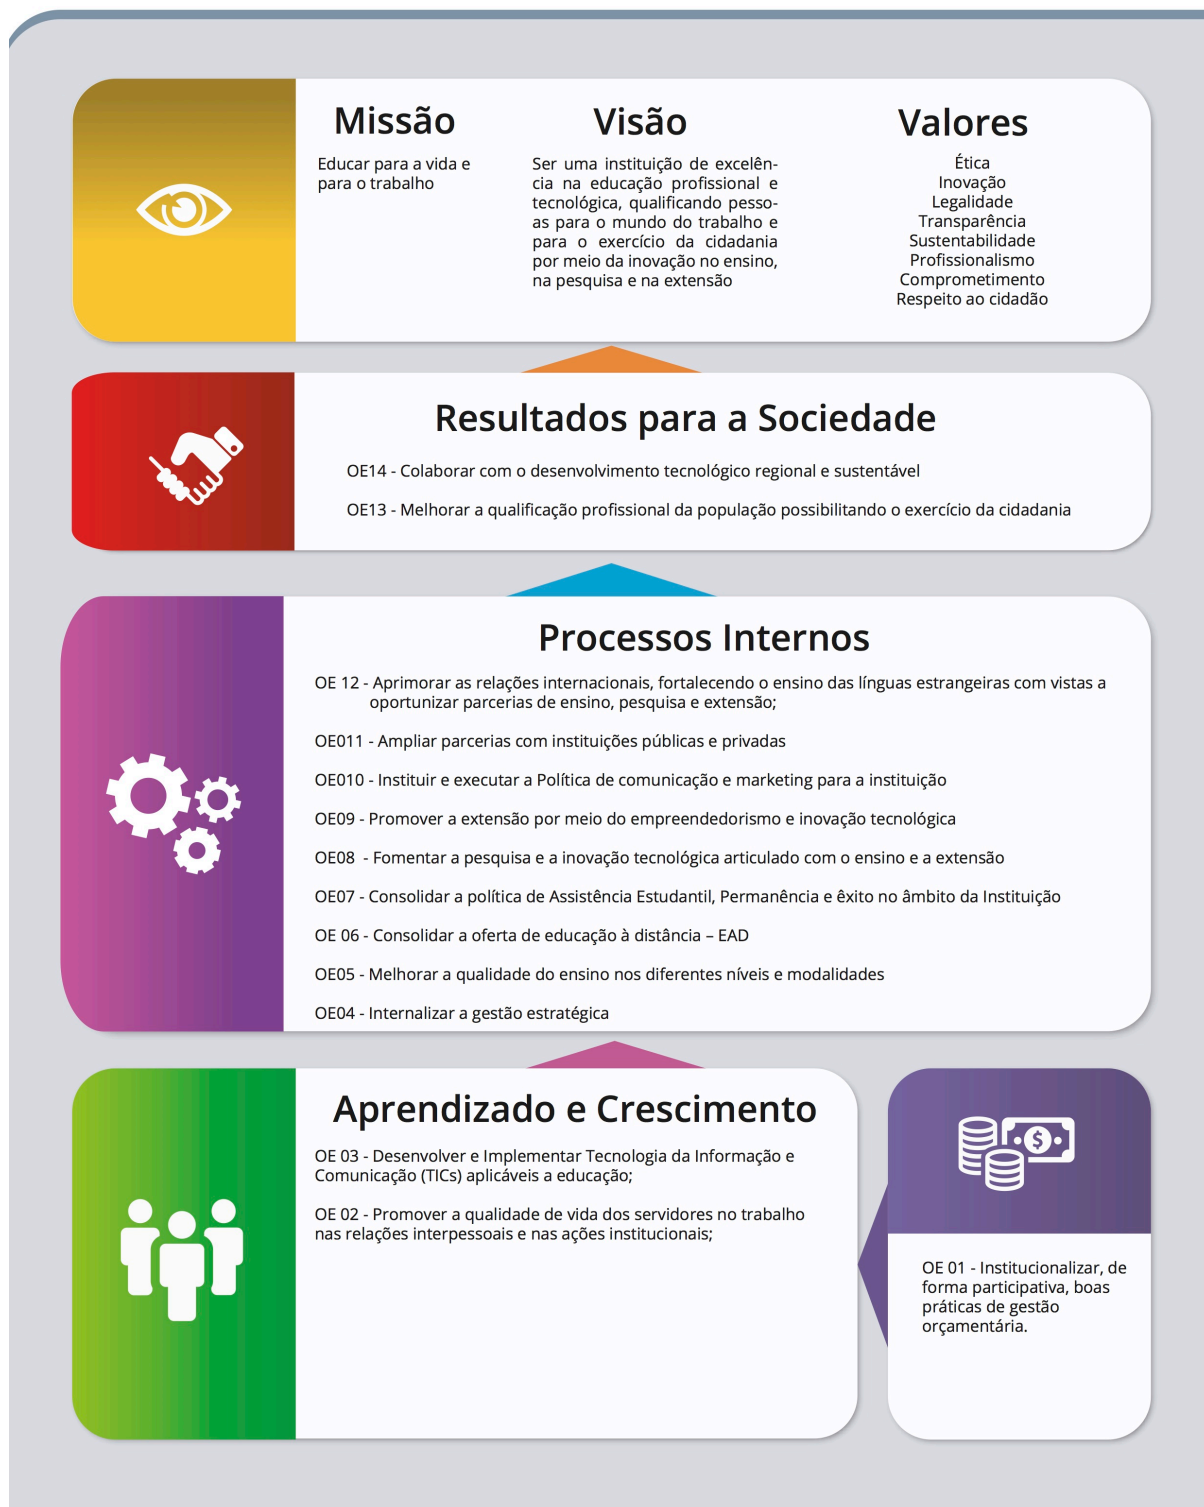 Missão
Educar para a vida e
para o trabalho
Visão
Ser uma instituição de excelên-
cia na educação profissional e
tecnológica, qualificando pesso-
as para o mundo do trabalho e
para o exercício da cidadania
por meio da inovação no ensino,
na pesquisa e na extensão
Valores
Ética
Inovação
Legalidade
Transparência
Sustentabilidade
Profissionalismo
Comprometimento
Respeito ao cidadão
Resultados para a Sociedade
OE14 - Colaborar com o desenvolvimento tecnológico regional e sustentável
OE13 - Melhorar a qualificação profissional da população possibilitando o exercício da cidadania
Processos Internos
OE 12 - Aprimorar as relações internacionais, fortalecendo o ensino das línguas estrangeiras com vistas a
oportunizar parcerias de ensino, pesquisa e extensão;
OE011 - Ampliar parcerias com instituições públicas e privadas
OE010 - Instituir e executar a Política de comunicação e marketing para a instituição
OE09 - Promover a extensão por meio do empreendedorismo e inovação tecnológica
OE08 - Fomentar a pesquisa e a inovação tecnológica articulado com o ensino e a extensão
OE07 - Consolidar a política de Assistência Estudantil, Permanência e êxito no âmbito da Instituição
OE 06 - Consolidar a oferta de educação à distância – EAD
OE05 - Melhorar a qualidade do ensino nos diferentes níveis e modalidades
OE04 - Internalizar a gestão estratégica
Aprendizado e Crescimento
OE 03 - Desenvolver e Implementar Tecnologia da Informação e
Comunicação (TICs) aplicáveis a educação;
OE 02 - Promover a qualidade de vida dos servidores no trabalho
nas relações interpessoais e nas ações institucionais;
$
OE 01 - Institucionalizar, de
forma participativa, boas
práticas de gestão
orçamentária.